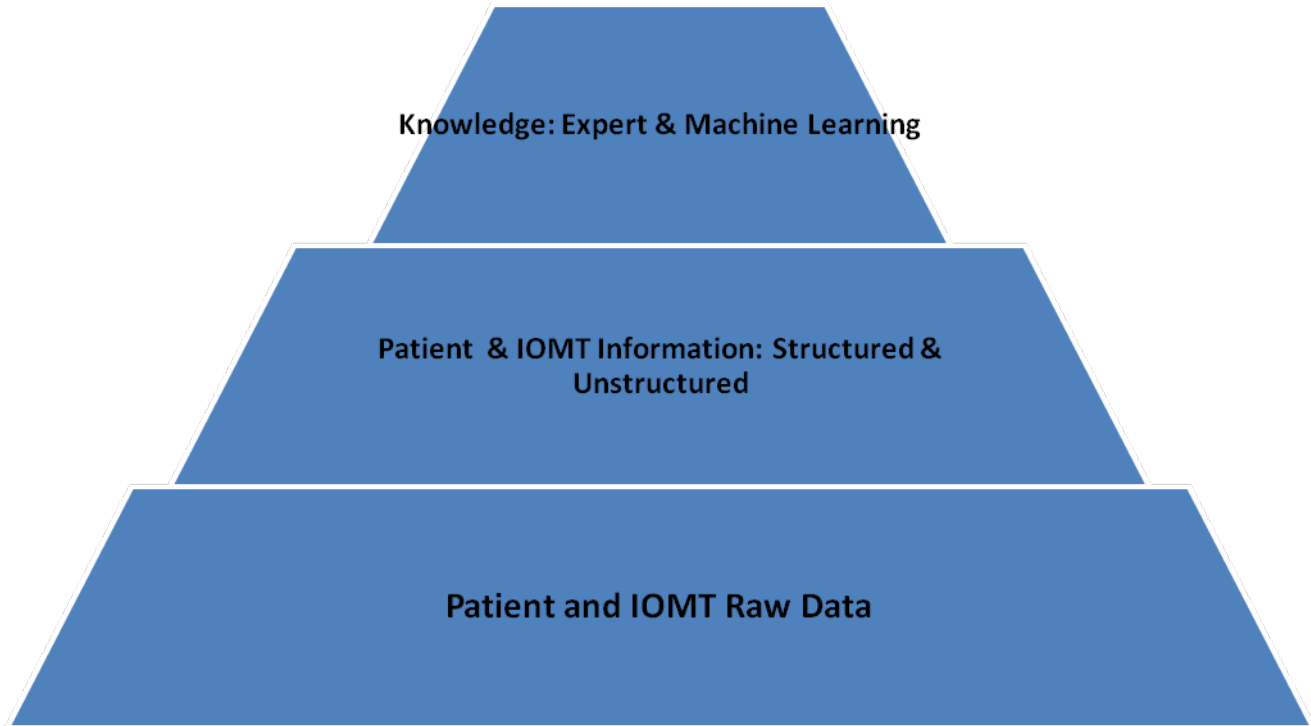 Knowledge: Expert & Machine Learning
Patient & IOMT Information: Structured &
Unstructured
Patient and IOMT Raw Data